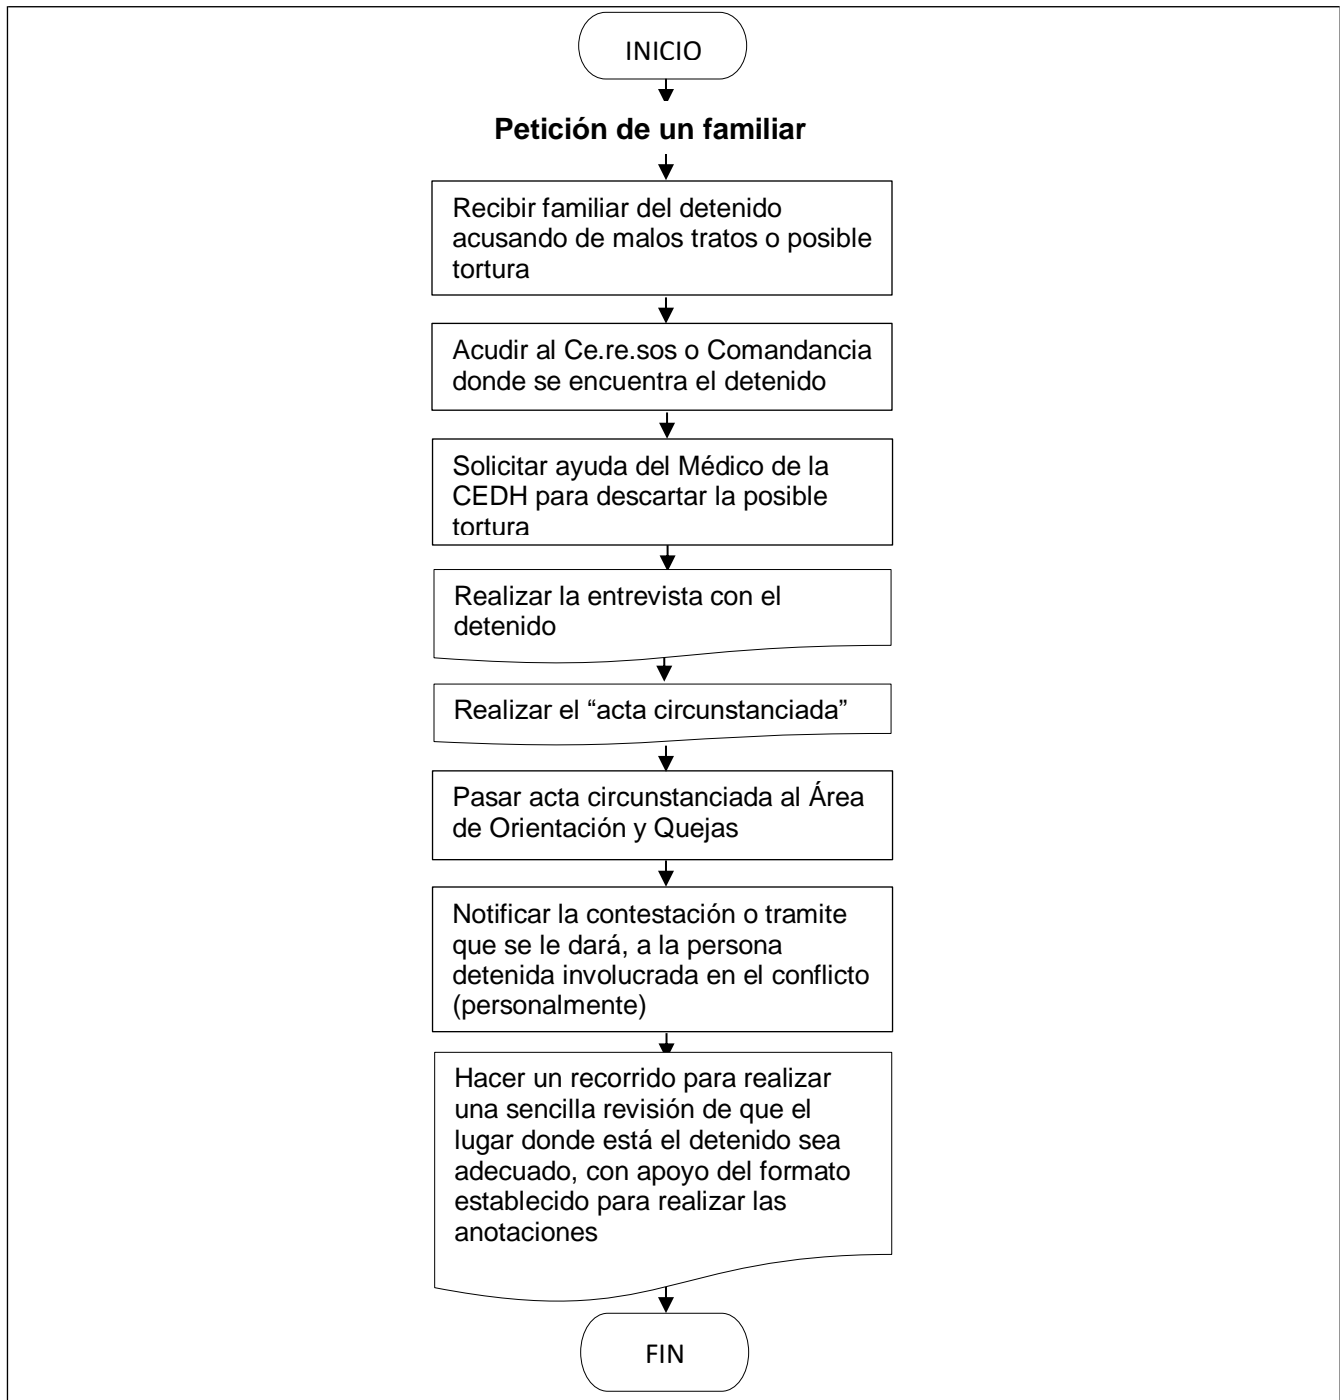 INICIO
Petición de un familiar
Recibir familiar del detenido
acusando de malos tratos o posible
tortura
Acudir al Ce.re.sos o Comandancia
donde se encuentra el detenido
Solicitar ayuda del Médico de la
CEDH para descartar la posible
tortura
Realizar la entrevista con el
detenido
Realizar el “acta circunstanciada”
Pasar acta circunstanciada al Área
de Orientación y Quejas
Notificar la contestación o tramite
que se le dará, a la persona
detenida involucrada en el conflicto
(personalmente)
Hacer un recorrido para realizar
una sencilla revisión de que el
lugar donde está el detenido sea
adecuado, con apoyo del formato
establecido para realizar las
anotaciones
FIN